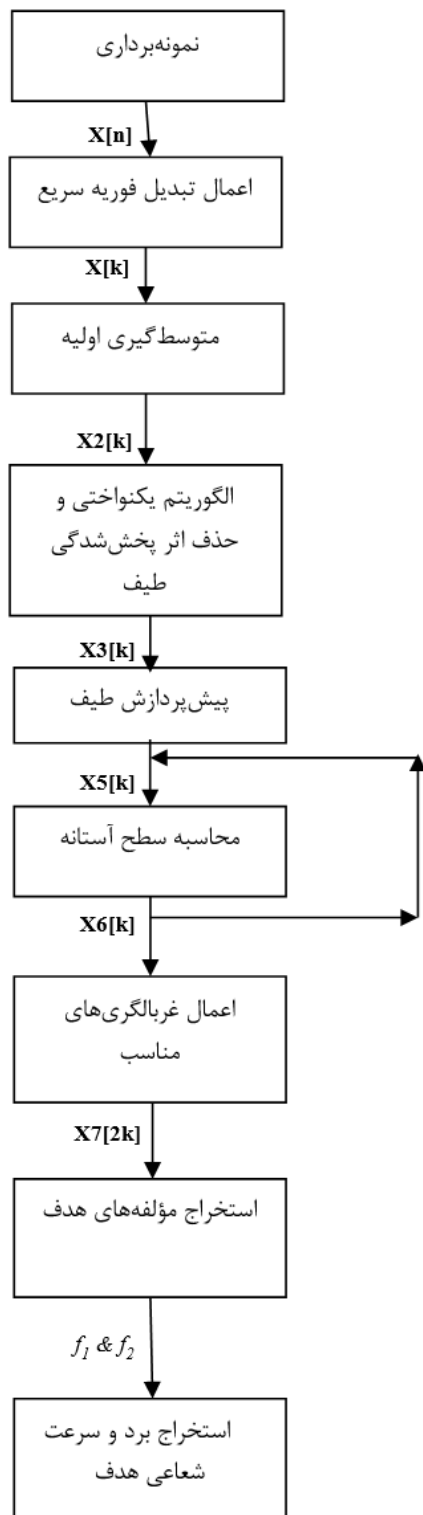 نمونه‌برداری
X[n]
اعمال تبدیل فوریه سریع
X[k]
متوسط‌گیری اولیه
X2[k]
الگوریتم یکنواختی و
حذف اثر پخش‌شدگی
طیف
X3[k]
پیش‌پردازش طیف
X5[k]
محاسبه سطح آستانه
X6[k]
اعمال غربالگری‌های
مناسب
X7[2k]
استخراج مؤلفه‌های هدف
f1 & f2
استخراج برد و سرعت
شعاعی هدف